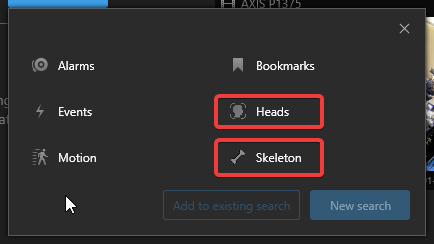 AXIS P1375
Alarms
Bookmarks
Events
Heads
Motion
Skeleton
Add to existing search
New search